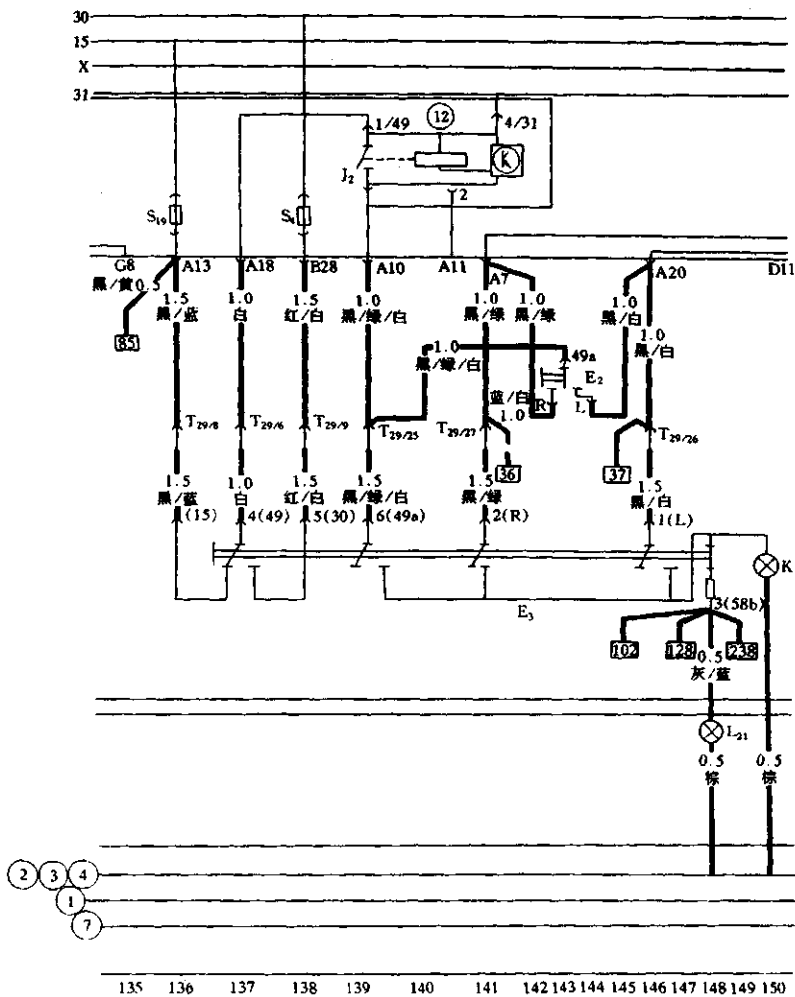 30
15
X
31
12
1/49
4/31
J2
K
2
S19
S4
G8
A13
A18
B28
A10
A11
A7
A20
D11
黑/黄0.5
1.5
黑/蓝
1.0
白
1.5
红/白
1.0
黑/绿/白
1.0
黑/绿
1.0
黑/绿
1.0
黑/白
1.0
黑/白
85
1.0
黑/绿/白
49a
E2
蓝/白
1.0
R
L
T29/8
T29/6
T29/9
T29/25
T29/27
T29/26
36
37
1.5
黑/蓝
1.0
白
1.5
红/白
1.5
黑/绿/白
1.5
黑/绿
1.5
黑/白
(15)
4(49)
5(30)
6(49a)
2(R)
1(L)
K
E3
3(58b)
102
128
238
0.5
灰/蓝
L21
0.5
棕
0.5
棕
2 3 4
1
7
135 136 137 138 139 140 141 142 143 144 145 146 147 148 149 150